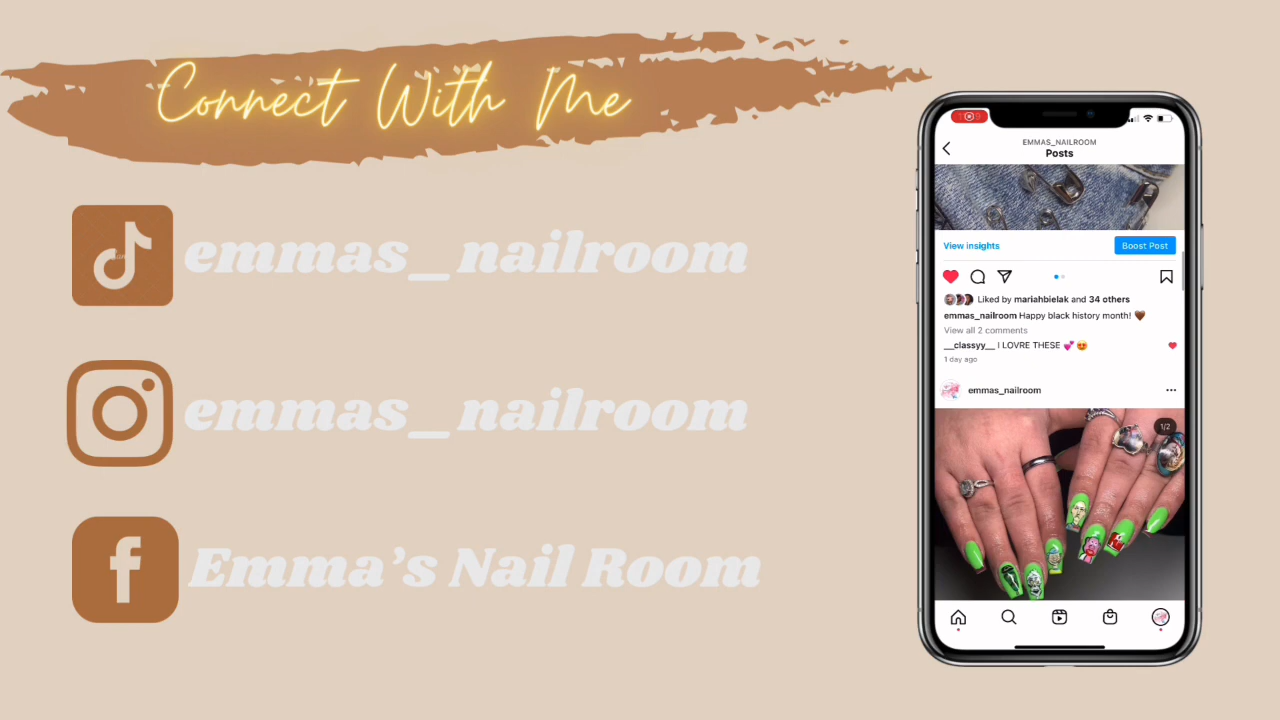 Connect With Me
emmas_nailroom
emmas_nailroom
f Emma's Nail Room
EMMAS_NAILROOM
Posts
View insights
Boost Post
Liked by mariahbielak and 34 others
emmas_nailroom Happy black history month! 🤎
View all 2 comments
__classyy__ I LOVRE THESE 💕 😍
1 day ago
emmas_nailroom
1/2